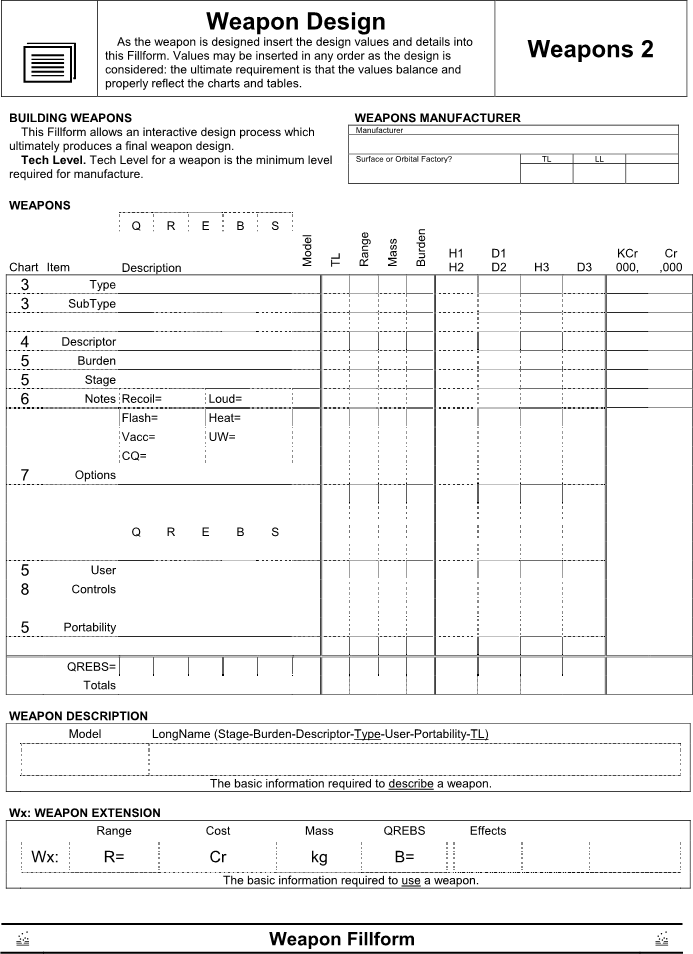 Weapon Design
As the weapon is designed insert the design values and details into
this Fillform. Values may be inserted in any order as the design is
considered: the ultimate requirement is that the values balance and
properly reflect the charts and tables.
Weapons 2
BUILDING WEAPONS
This Fillform allows an interactive design process which
ultimately produces a final weapon design.
Tech Level. Tech Level for a weapon is the minimum level
required for manufacture.
WEAPONS MANUFACTURER
Manufacturer
Surface or Orbital Factory? TL LL
WEAPONS
Q R E B S
Model TL Range Mass Burden
H1 D1 KCr Cr
Chart Item Description H2 D2 H3 D3 000, ,000
3 Type
3 SubType
4 Descriptor
5 Burden
5 Stage
6 Notes Recoil= Loud=
Flash= Heat=
Vacc= UW=
CQ=
7 Options
Q R E B S
5 User
8 Controls
5 Portability
QREBS=
Totals
WEAPON DESCRIPTION
Model LongName (Stage-Burden-Descriptor-Type-User-Portability-TL)
The basic information required to describe a weapon.
Wx: WEAPON EXTENSION
Range Cost Mass QREBS Effects
Wx: R= Cr kg B=
The basic information required to use a weapon.
Weapon Fillform